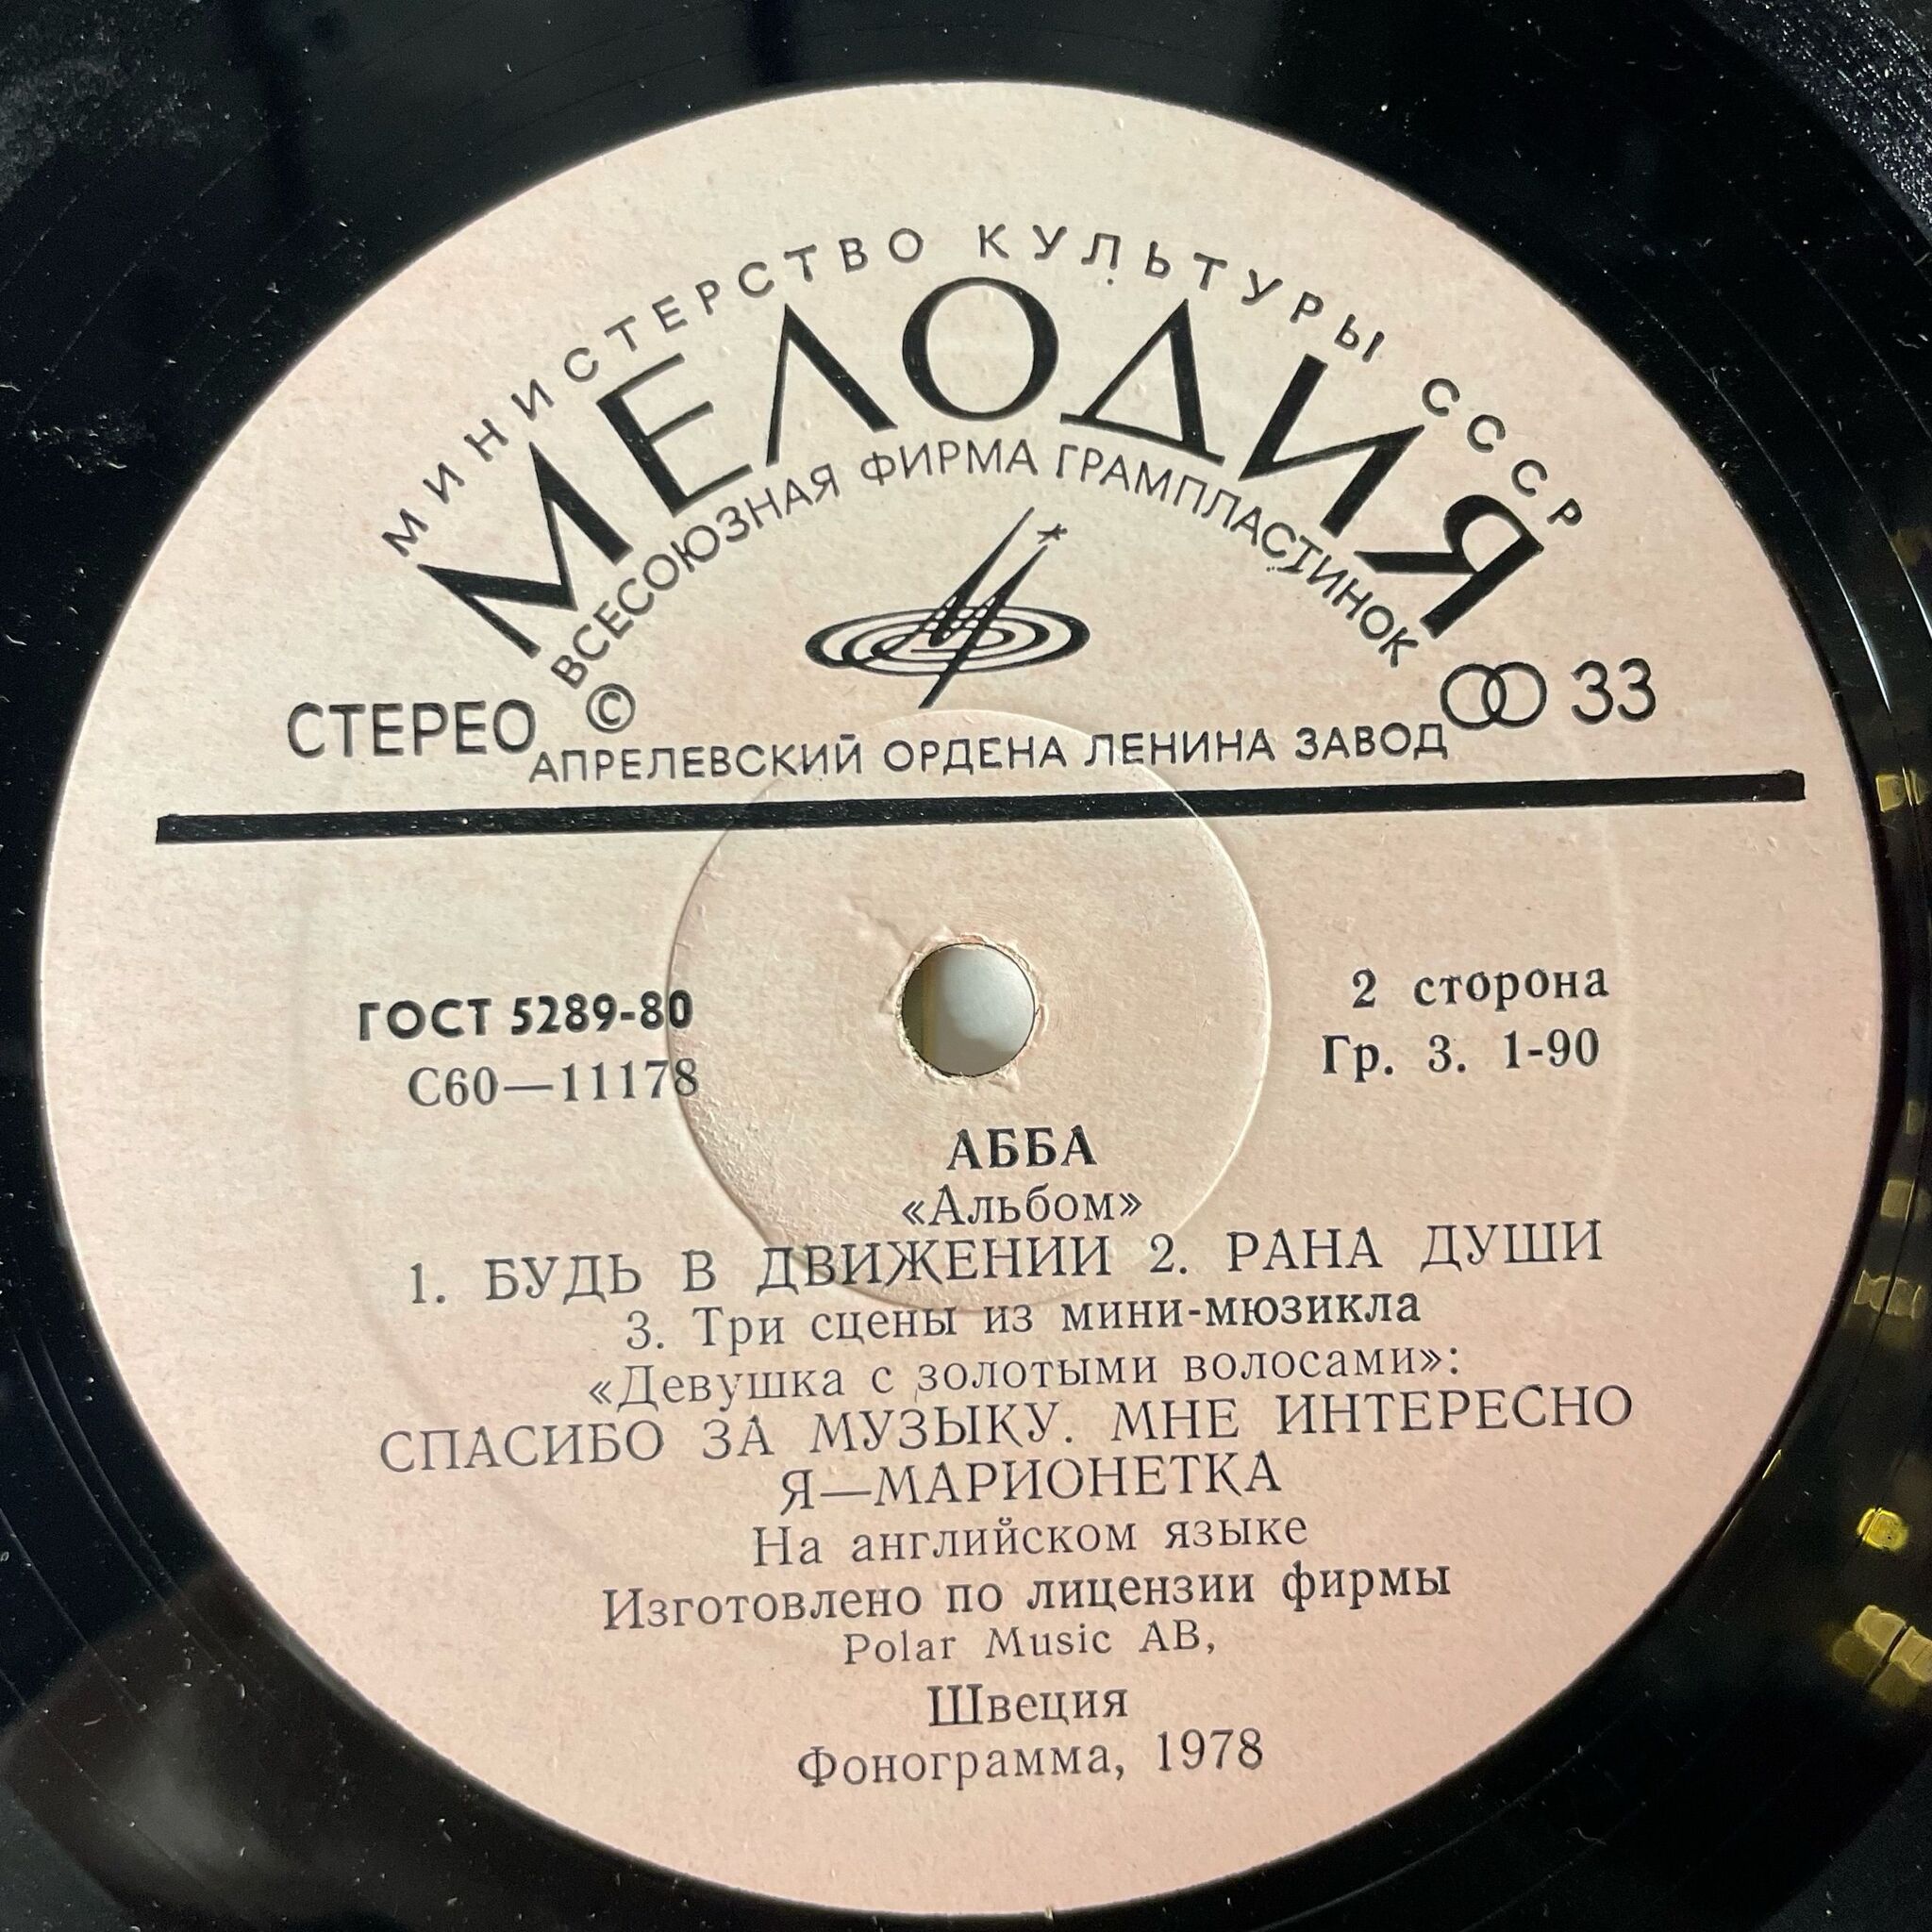 МИНИСТЕРСТВО КУЛЬТУРЫ СССР
МЕЛОДИЯ
ВСЕСОЮЗНАЯ ФИРМА ГРАМПЛАСТИНОК
СТЕРЕО © 33
АПРЕЛЕВСКИЙ ОРДЕНА ЛЕНИНА ЗАВОД
ГОСТ 5289-80
С60—11178
2 сторона
Гр. 3. 1-90
АББА
«Альбом»
1. БУДЬ В ДВИЖЕНИИ 2. РАНА ДУШИ
3. Три сцены из мини-мюзикла
«Девушка с золотыми волосами»:
СПАСИБО ЗА МУЗЫКУ. МНЕ ИНТЕРЕСНО
Я—МАРИОНЕТКА
На английском языке
Изготовлено по лицензии фирмы
Polar Music AB,
Швеция
Фонограмма, 1978